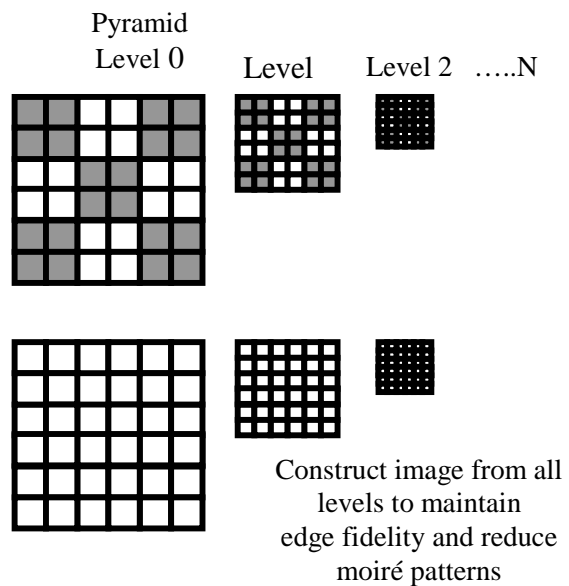 Pyramid
Level 0
Level
Level 2
…..N
Construct image from all
levels to maintain
edge fidelity and reduce
moiré patterns